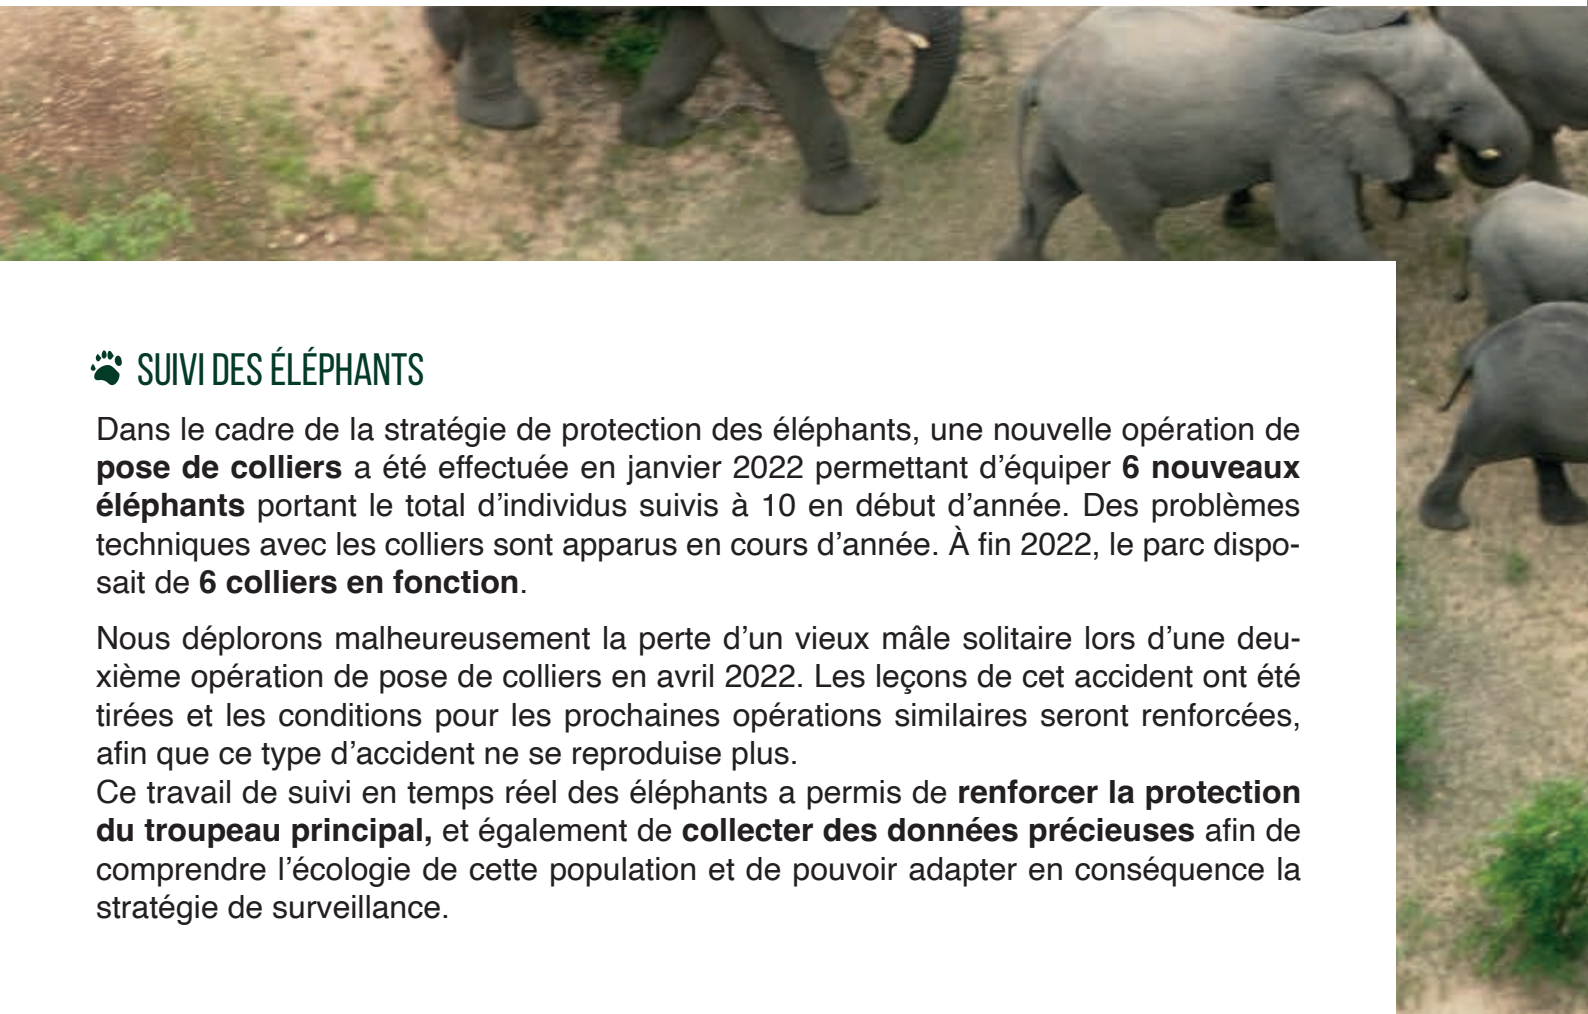 SUIVI DES ÉLÉPHANTS
Dans le cadre de la stratégie de protection des éléphants, une nouvelle opération de
pose de colliers a été effectuée en janvier 2022 permettant d’équiper 6 nouveaux
éléphants portant le total d’individus suivis à 10 en début d’année. Des problèmes
techniques avec les colliers sont apparus en cours d’année. À fin 2022, le parc dispo-
sait de 6 colliers en fonction.
Nous déplorons malheureusement la perte d’un vieux mâle solitaire lors d’une deu-
xième opération de pose de colliers en avril 2022. Les leçons de cet accident ont été
tirées et les conditions pour les prochaines opérations similaires seront renforcées,
afin que ce type d’accident ne se reproduise plus.
Ce travail de suivi en temps réel des éléphants a permis de renforcer la protection
du troupeau principal, et également de collecter des données précieuses afin de
comprendre l’écologie de cette population et de pouvoir adapter en conséquence la
stratégie de surveillance.